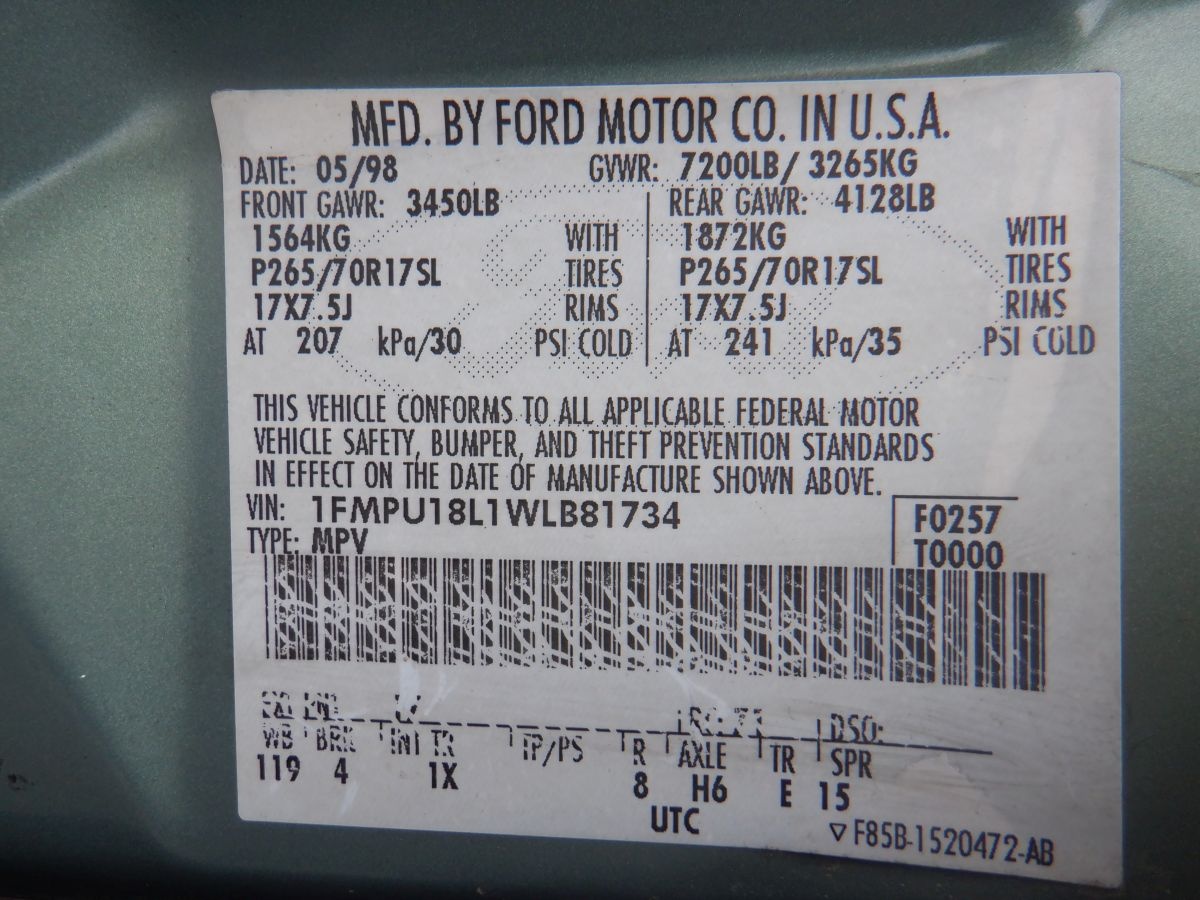 MFD. BY FORD MOTOR CO. IN U.S.A.
DATE: 05/98 GVWR: 7200LB/ 3265KG
FRONT GAWR: 3450LB REAR GAWR: 4128LB
1564KG WITH 1872KG WITH
P265/70R17SL TIRES P265/70R17SL TIRES
17X7.5J RIMS 17X7.5J RIMS
AT 207 kPa/30 PSI COLD AT 241 kPa/35 PSI COLD
THIS VEHICLE CONFORMS TO ALL APPLICABLE FEDERAL MOTOR
VEHICLE SAFETY, BUMPER, AND THEFT PREVENTION STANDARDS
IN EFFECT ON THE DATE OF MANUFACTURE SHOWN ABOVE.
VIN: 1FMPU18L1WLB81734 F0257
TYPE: MPV T0000
DSO:
WB BRK INT TR TP/PS R AXLE TR SPR
119 4 1X 8 H6 E 15
UTC
▽F85B-1520472-AB